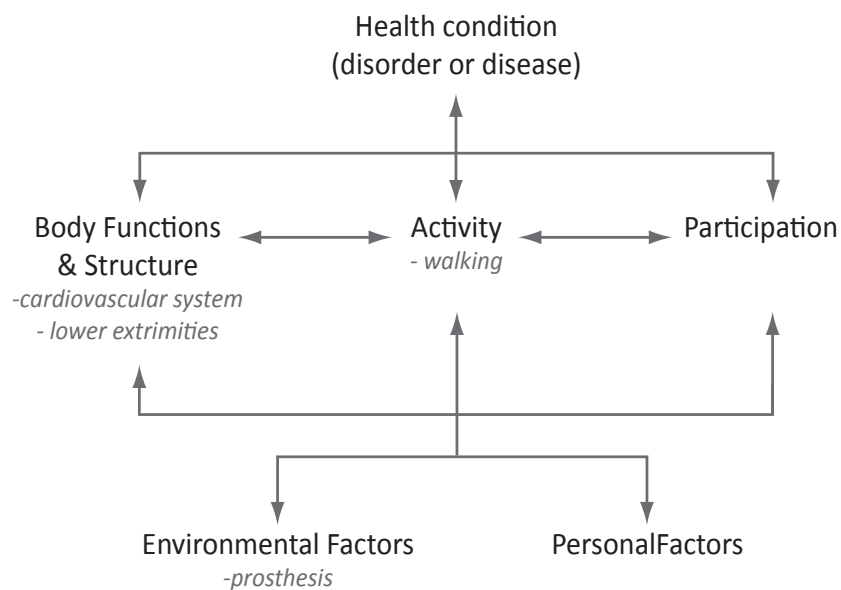 Health condition
(disorder or disease)
Body Functions
& Structure
-cardiovascular system
- lower extrimities
Activity
- walking
Participation
Environmental Factors
-prosthesis
PersonalFactors